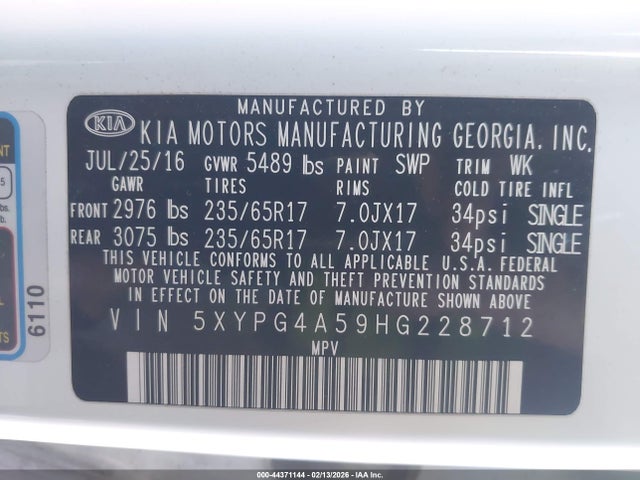 MANUFACTURED BY
KIA KIA MOTORS MANUFACTURING GEORGIA, INC.
JUL/25/16 GVWR 5489 lbs PAINT SWP TRIM WK
GAWR TIRES RIMS COLD TIRE INFL
FRONT 2976 lbs 235/65R17 7.0JX17 34psi SINGLE
REAR 3075 lbs 235/65R17 7.0JX17 34psi SINGLE
THIS VEHICLE CONFORMS TO ALL APPLICABLE U.S.A. FEDERAL
MOTOR VEHICLE SAFETY AND THEFT PREVENTION STANDARDS
IN EFFECT ON THE DATE OF MANUFACTURE SHOWN ABOVE
VIN 5XYPG4A59HG228712
MPV
6110
000-44371144 - 02/13/2026 - IAA Inc.